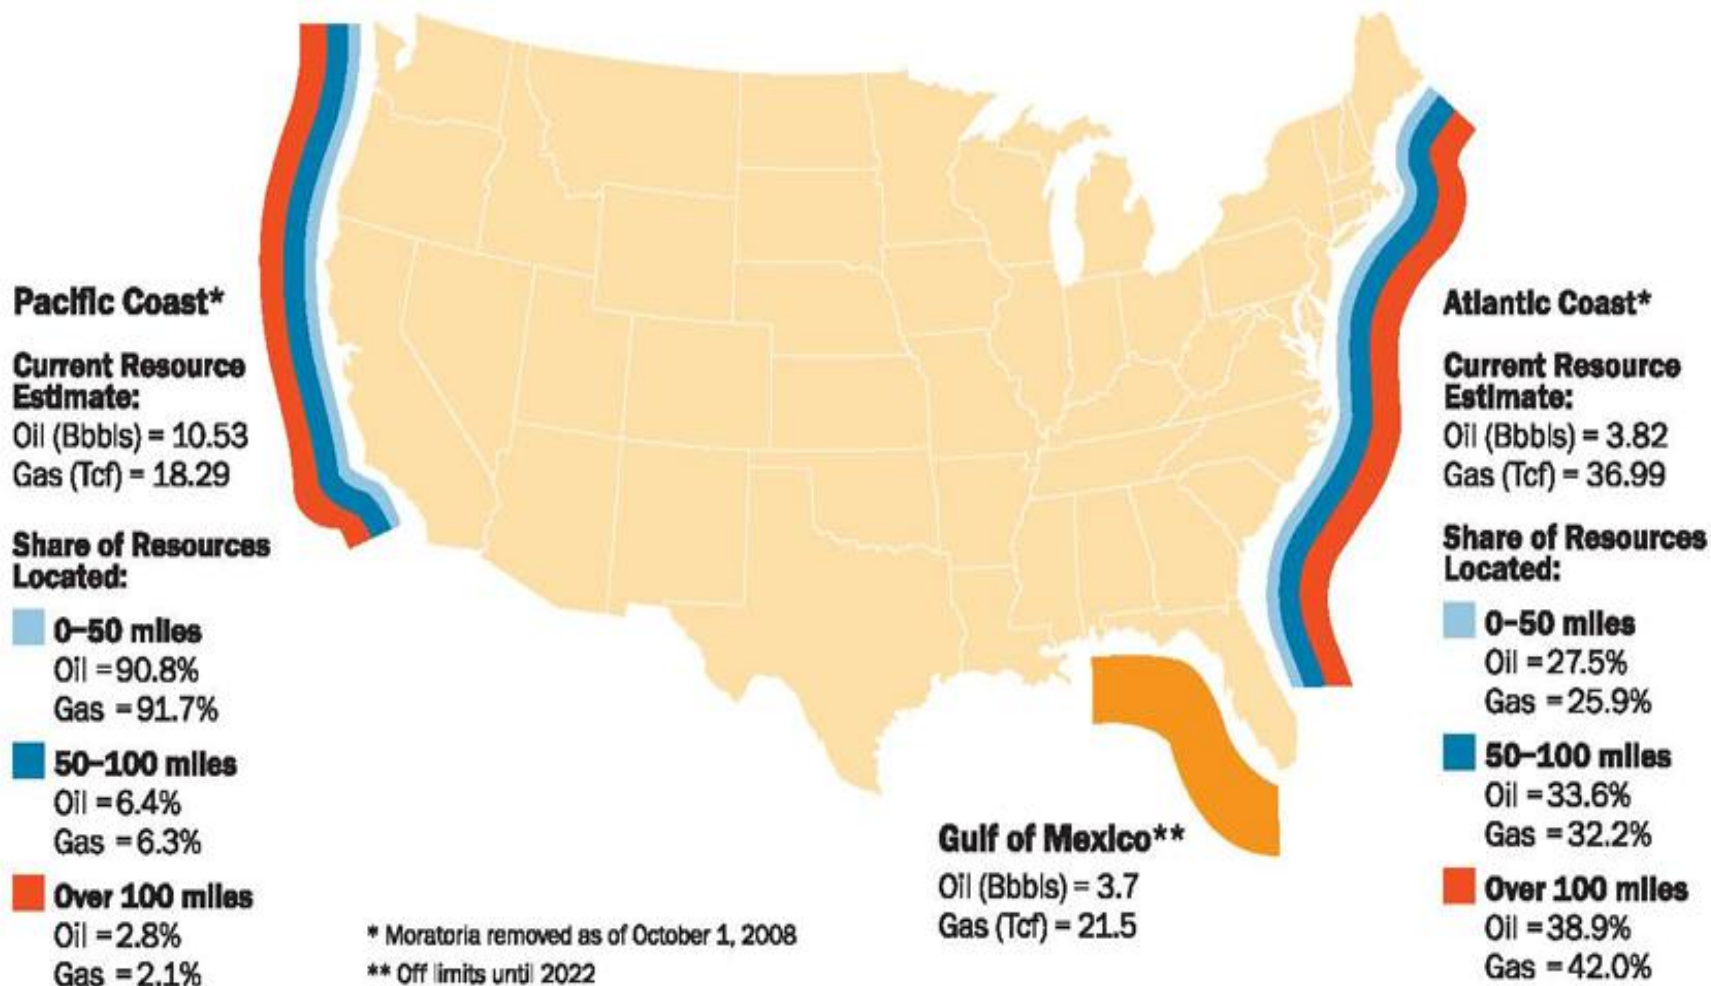 Pacific Coast*
Current Resource
Estimate:
Oil (Bbbls) = 10.53
Gas (Tcf) = 18.29
Share of Resources
Located:
0–50 miles
Oil =90.8%
Gas =91.7%
50–100 miles
Oil =6.4%
Gas =6.3%
Over 100 miles
Oil =2.8%
Gas =2.1%
* Moratoria removed as of October 1, 2008
** Off limits until 2022
Gulf of Mexico**
Oil (Bbbls) = 3.7
Gas (Tcf) = 21.5
Atlantic Coast*
Current Resource
Estimate:
Oil (Bbbls) = 3.82
Gas (Tcf) = 36.99
Share of Resources
Located:
0–50 miles
Oil =27.5%
Gas =25.9%
50–100 miles
Oil =33.6%
Gas =32.2%
Over 100 miles
Oil =38.9%
Gas =42.0%